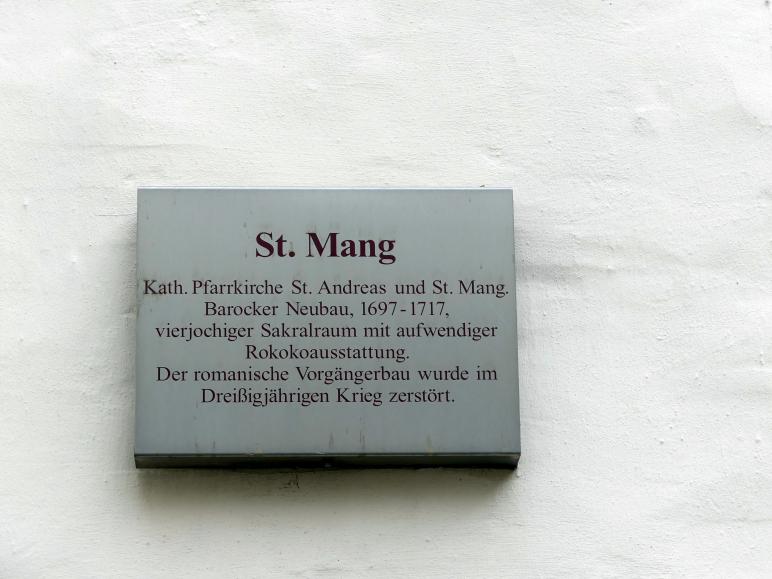 St. Mang
Kath. Pfarrkirche St. Andreas und St. Mang.
Barocker Neubau, 1697-1717,
vierjochiger Sakralraum mit aufwendiger
Rokokoausstattung.
Der romanische Vorgängerbau wurde im
Dreißigjährigen Krieg zerstört.